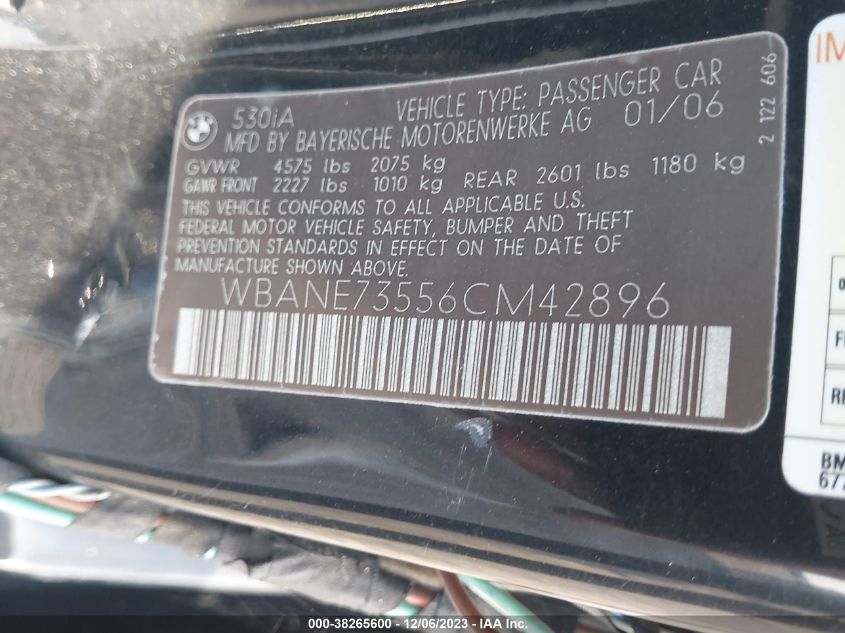 530iA VEHICLE TYPE: PASSENGER CAR
MFD BY BAYERISCHE MOTORENWERKE AG 01/06
GVWR 4575 lbs 2075 kg
GAWR FRONT 2227 lbs 1010 kg REAR 2601 lbs 1180 kg
THIS VEHICLE CONFORMS TO ALL APPLICABLE U.S.
FEDERAL MOTOR VEHICLE SAFETY, BUMPER AND THEFT
PREVENTION STANDARDS IN EFFECT ON THE DATE OF
MANUFACTURE SHOWN ABOVE.
WBANE73556CM42896
2 122 606
IM
BM
000-38265600 - 12/06/2023 - IAA Inc.